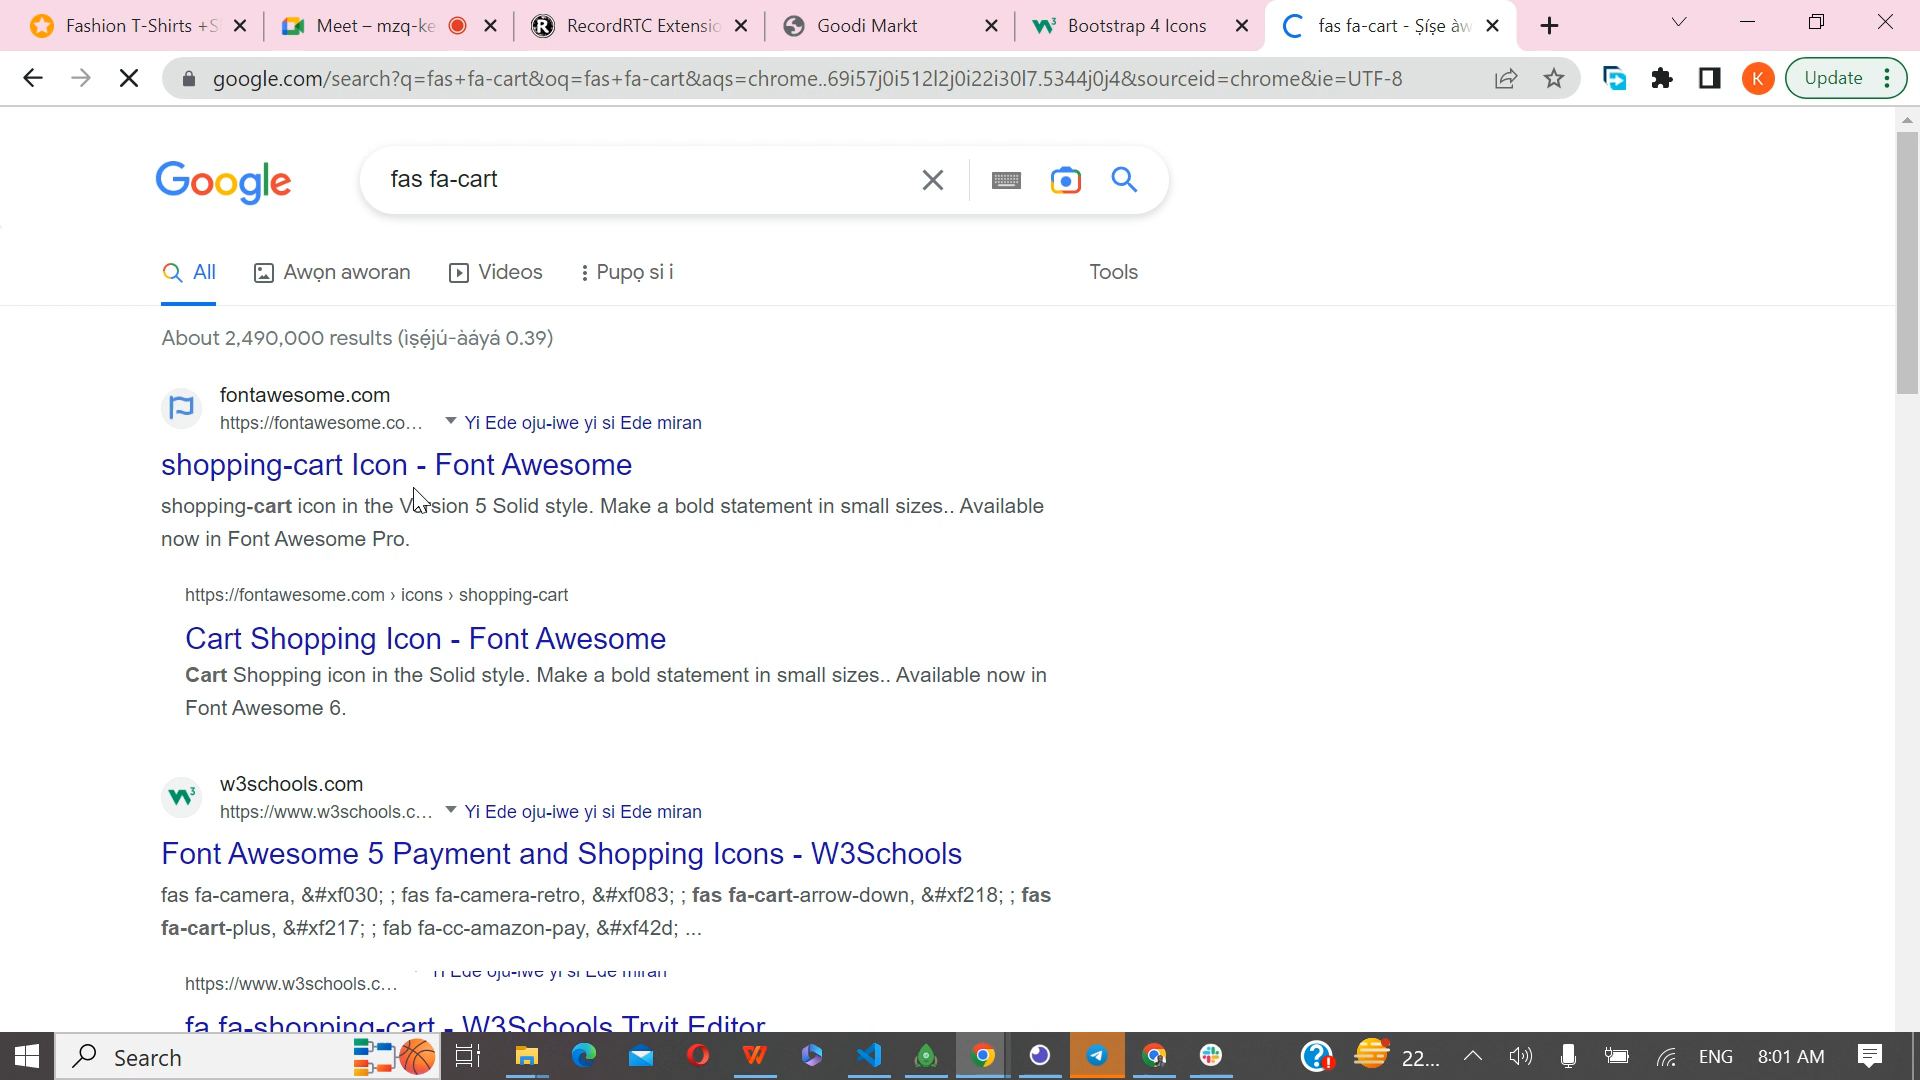 Fashion T-Shirts +S
Meet – mzq-ke
RecordRTC Extensio
Goodi Markt
Bootstrap 4 Icons
fas fa-cart - Ṣíṣe àw
google.com/search?q=fas+fa-cart&oq=fas+fa-cart&aqs=chrome..69i57j0i512l2j0i22i30l7.5344j0j4&sourceid=chrome&ie=UTF-8
K
Update
Google
fas fa-cart
All
Awọn aworan
Videos
Pupọ si i
Tools
About 2,490,000 results (ìṣẹ́jú-àáyá 0.39)
fontawesome.com
https://fontawesome.co...
Yi Ede oju-iwe yi si Ede miran
shopping-cart Icon - Font Awesome
shopping-cart icon in the Version 5 Solid style. Make a bold statement in small sizes.. Available
now in Font Awesome Pro.
https://fontawesome.com › icons › shopping-cart
Cart Shopping Icon - Font Awesome
Cart Shopping icon in the Solid style. Make a bold statement in small sizes.. Available now in
Font Awesome 6.
w3schools.com
https://www.w3schools.c...
Yi Ede oju-iwe yi si Ede miran
Font Awesome 5 Payment and Shopping Icons - W3Schools
fas fa-camera, &#xf030; ; fas fa-camera-retro, &#xf083; ; fas fa-cart-arrow-down, &#xf218; ; fas
fa-cart-plus, &#xf217; ; fab fa-cc-amazon-pay, &#xf42d; ...
Yi Ede oju-iwe yi si Ede miran
https://www.w3schools.c...
fa fa-shopping-cart - W3Schools Tryit Editor
Search
22...
ENG
8:01 AM